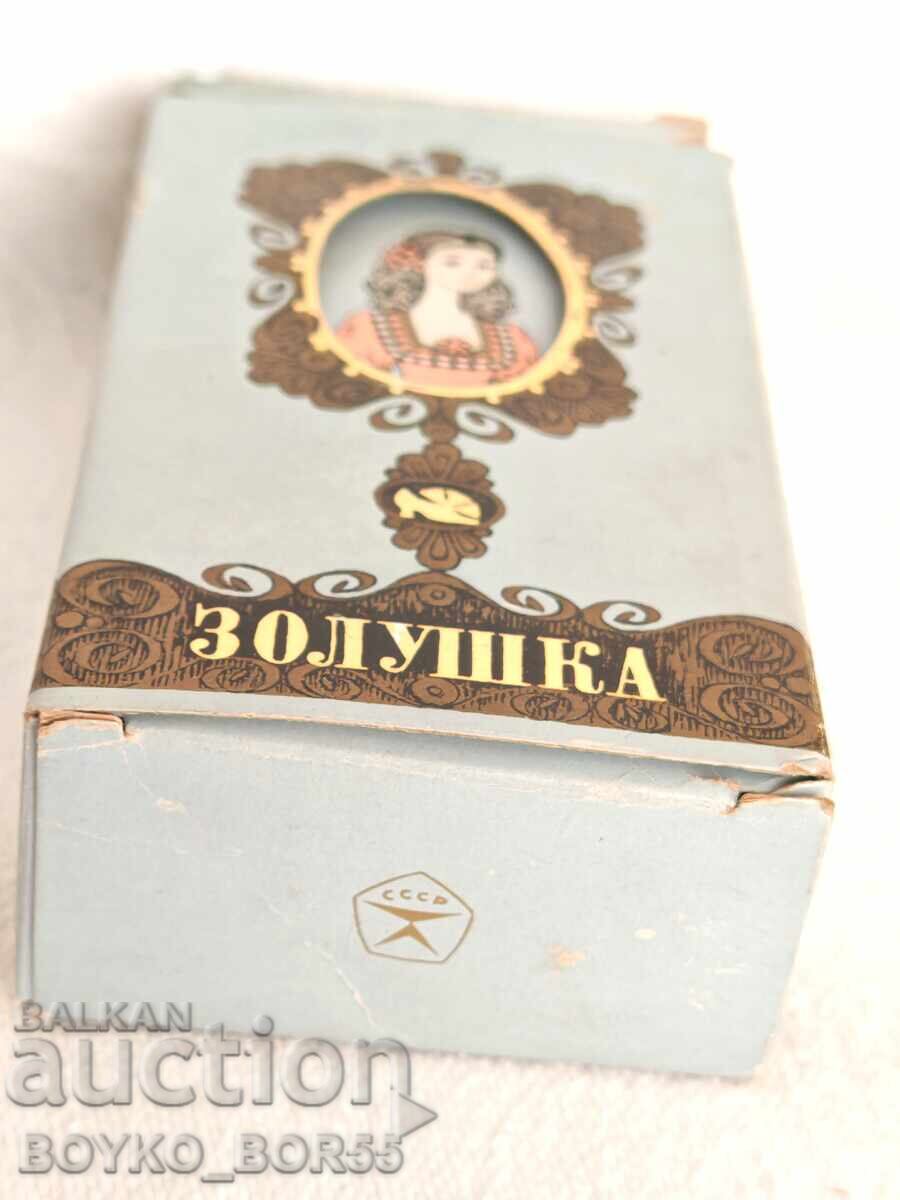 ЗОЛУШКА
СССР
BALKAN
auction
BOYKO_BOR55